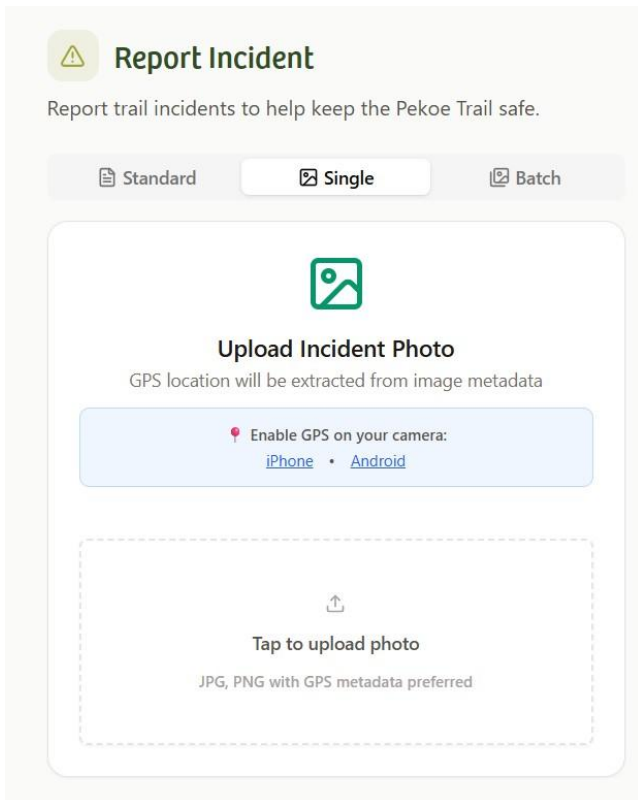 Report Incident
Report trail incidents to help keep the Pekoe Trail safe.
Standard
Single
Batch
Upload Incident Photo
GPS location will be extracted from image metadata
Enable GPS on your camera:
iPhone • Android
Tap to upload photo
JPG, PNG with GPS metadata preferred